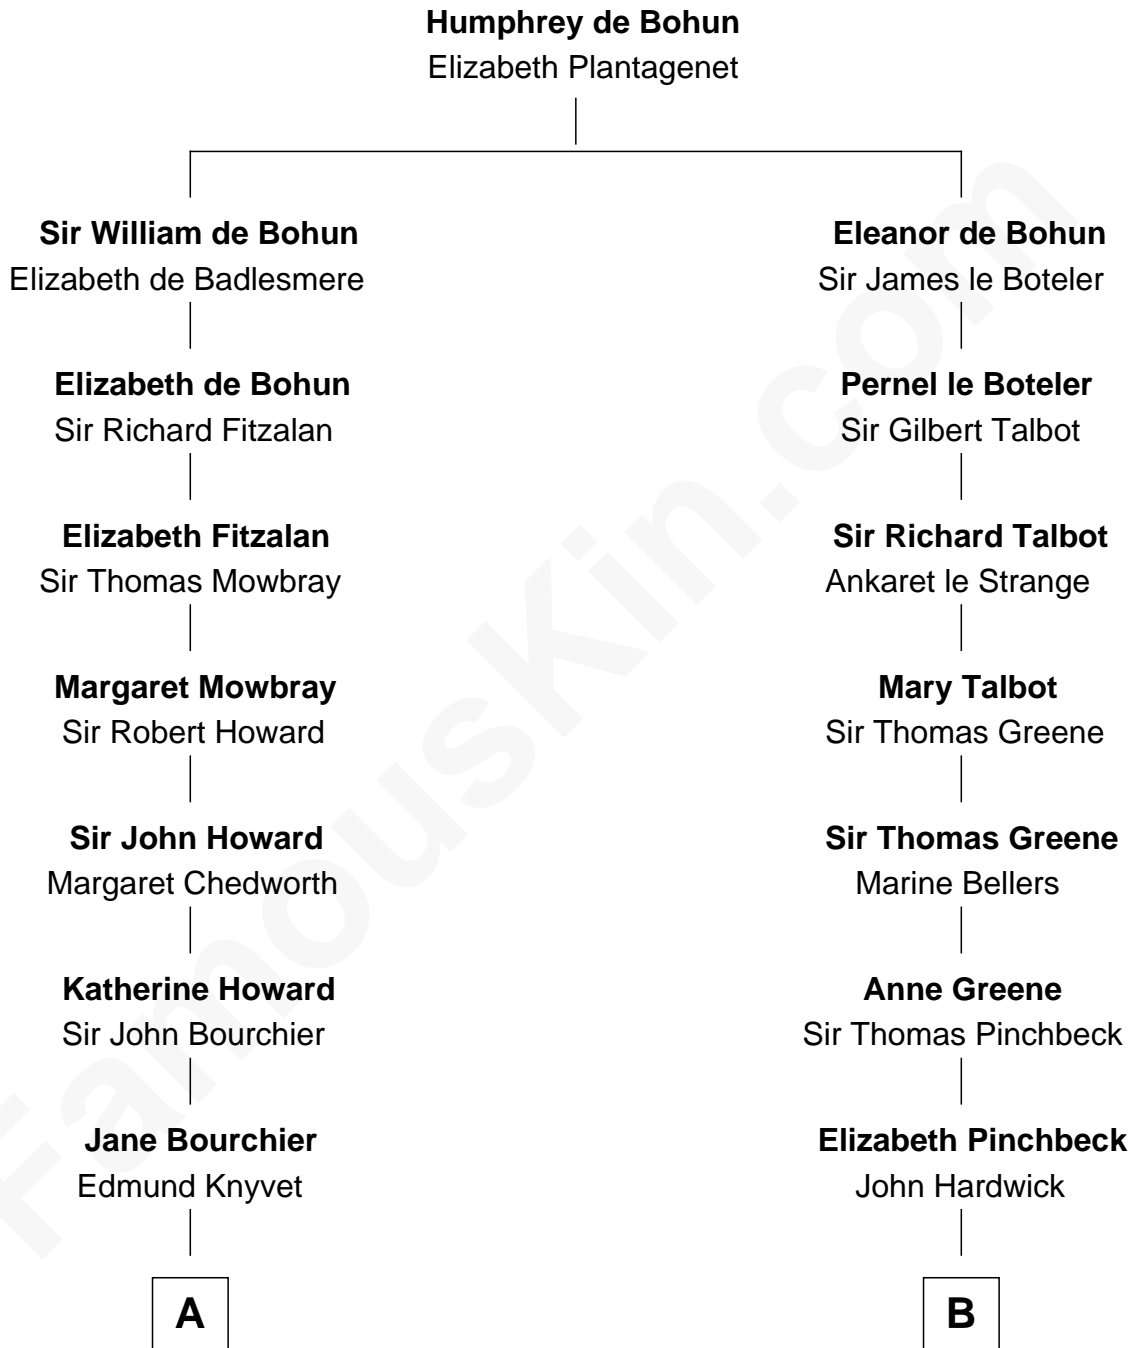 Humphrey de Bohun
Elizabeth Plantagenet
Sir William de Bohun
Elizabeth de Badlesmere
Eleanor de Bohun
Sir James le Boteler
Elizabeth de Bohun
Sir Richard Fitzalan
Pernel le Boteler
Sir Gilbert Talbot
Elizabeth Fitzalan
Sir Thomas Mowbray
Sir Richard Talbot
Ankaret le Strange
Margaret Mowbray
Sir Robert Howard
Mary Talbot
Sir Thomas Greene
Sir John Howard
Margaret Chedworth
Sir Thomas Greene
Marine Bellers
Katherine Howard
Sir John Bourchier
Anne Greene
Sir Thomas Pinchbeck
Jane Bourchier
Edmund Knyvet
Elizabeth Pinchbeck
John Hardwick
A
B
FamousKin.com